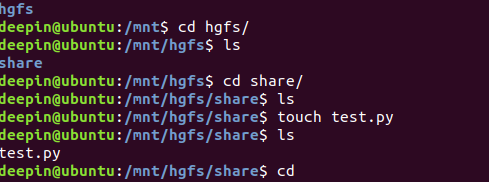 hgfs
deepin@ubuntu:/mnt$ cd hgfs/
deepin@ubuntu:/mnt/hgfs$ ls
share
deepin@ubuntu:/mnt/hgfs$ cd share/
deepin@ubuntu:/mnt/hgfs/share$ ls
deepin@ubuntu:/mnt/hgfs/share$ touch test.py
deepin@ubuntu:/mnt/hgfs/share$ ls
test.py
deepin@ubuntu:/mnt/hgfs/share$ cd